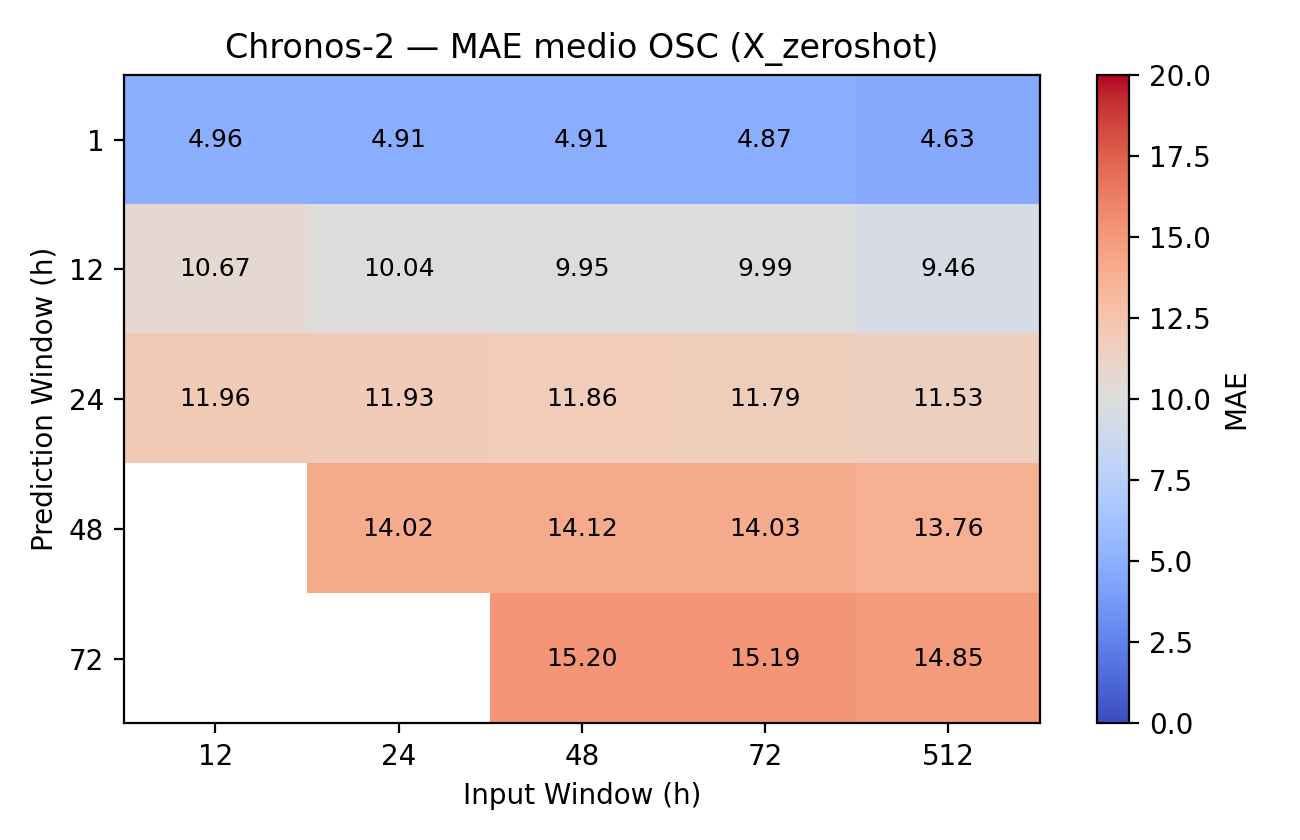 Chronos-2 — MAE medio OSC (X_zeroshot)
20.0
1 4.96 4.91 4.91 4.87 4.63
17.5
15.0
12 10.67 10.04 9.95 9.99 9.46
12.5
Prediction Window (h)
24 11.96 11.93 11.86 11.79 11.53
10.0
MAE
7.5
48 14.02 14.12 14.03 13.76
5.0
72 15.20 15.19 14.85
2.5
0.0
12 24 48 72 512
Input Window (h)